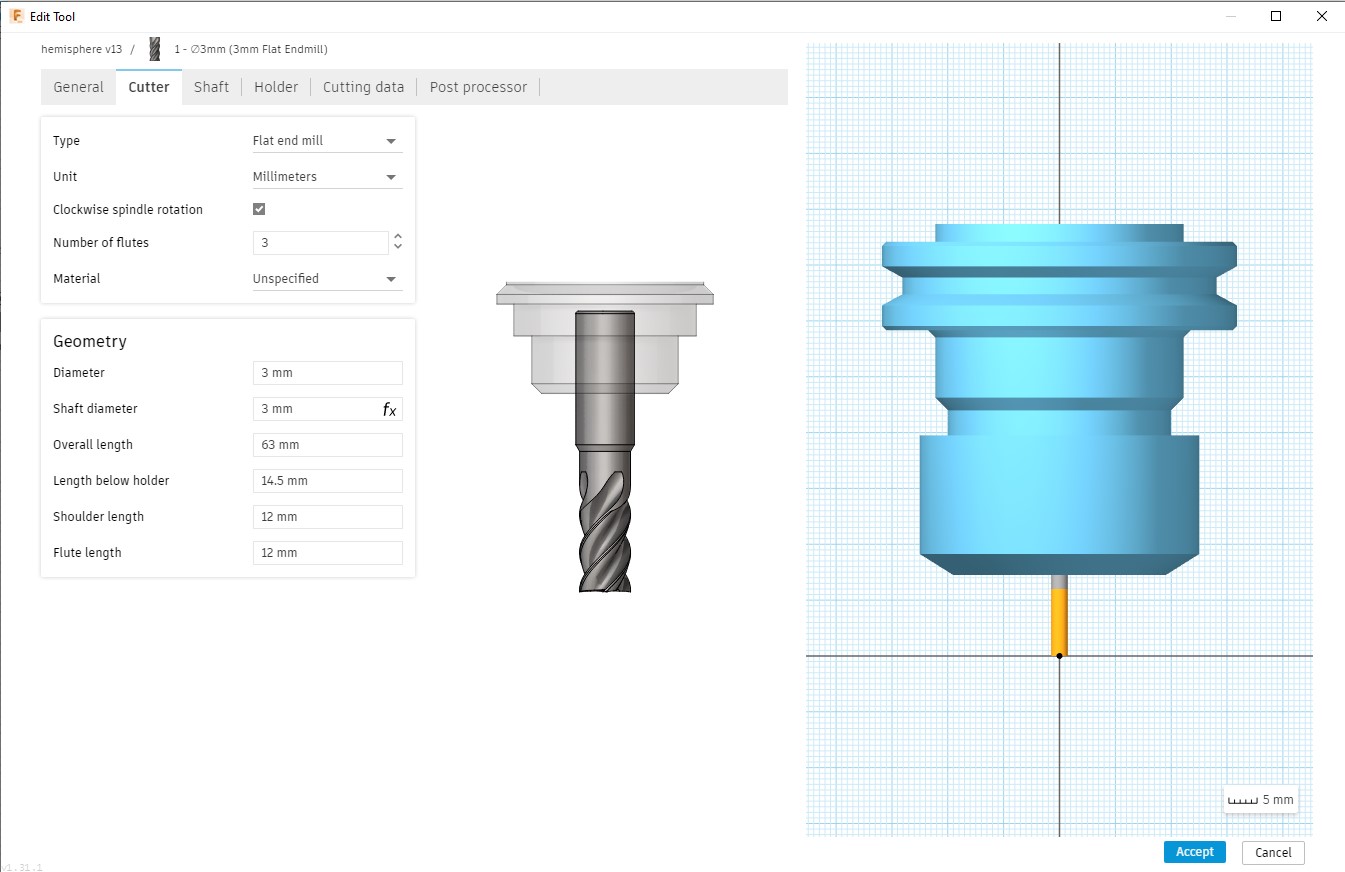 Edit Tool
hemisphere v13 / 1 - Ø3mm (3mm Flat Endmill)
General Cutter Shaft Holder Cutting data Post processor
Type Flat end mill
Unit Millimeters
Clockwise spindle rotation
Number of flutes 3
Material Unspecified
Geometry
Diameter 3 mm
Shaft diameter 3 mm fx
Overall length 63 mm
Length below holder 14.5 mm
Shoulder length 12 mm
Flute length 12 mm
5 mm
Accept Cancel
v1.31.1